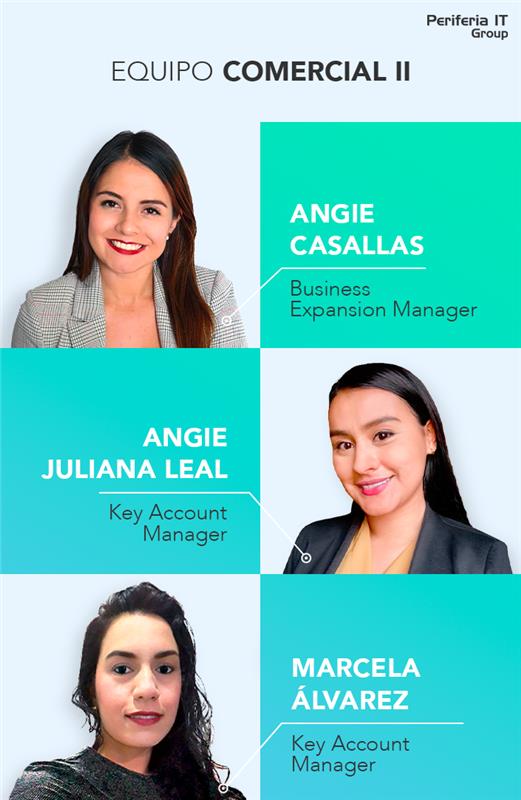 Periferia IT
Group
EQUIPO COMERCIAL II
ANGIE
CASALLAS
Business
Expansion Manager
ANGIE
JULIANA LEAL
Key Account
Manager
MARCELA
ÁLVAREZ
Key Account
Manager